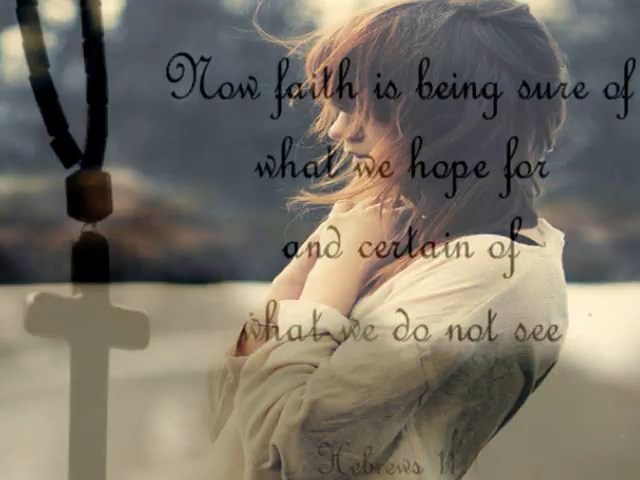 Now faith is being sure of
what we hope for
and certain of
what we do not see
Hebrews 11